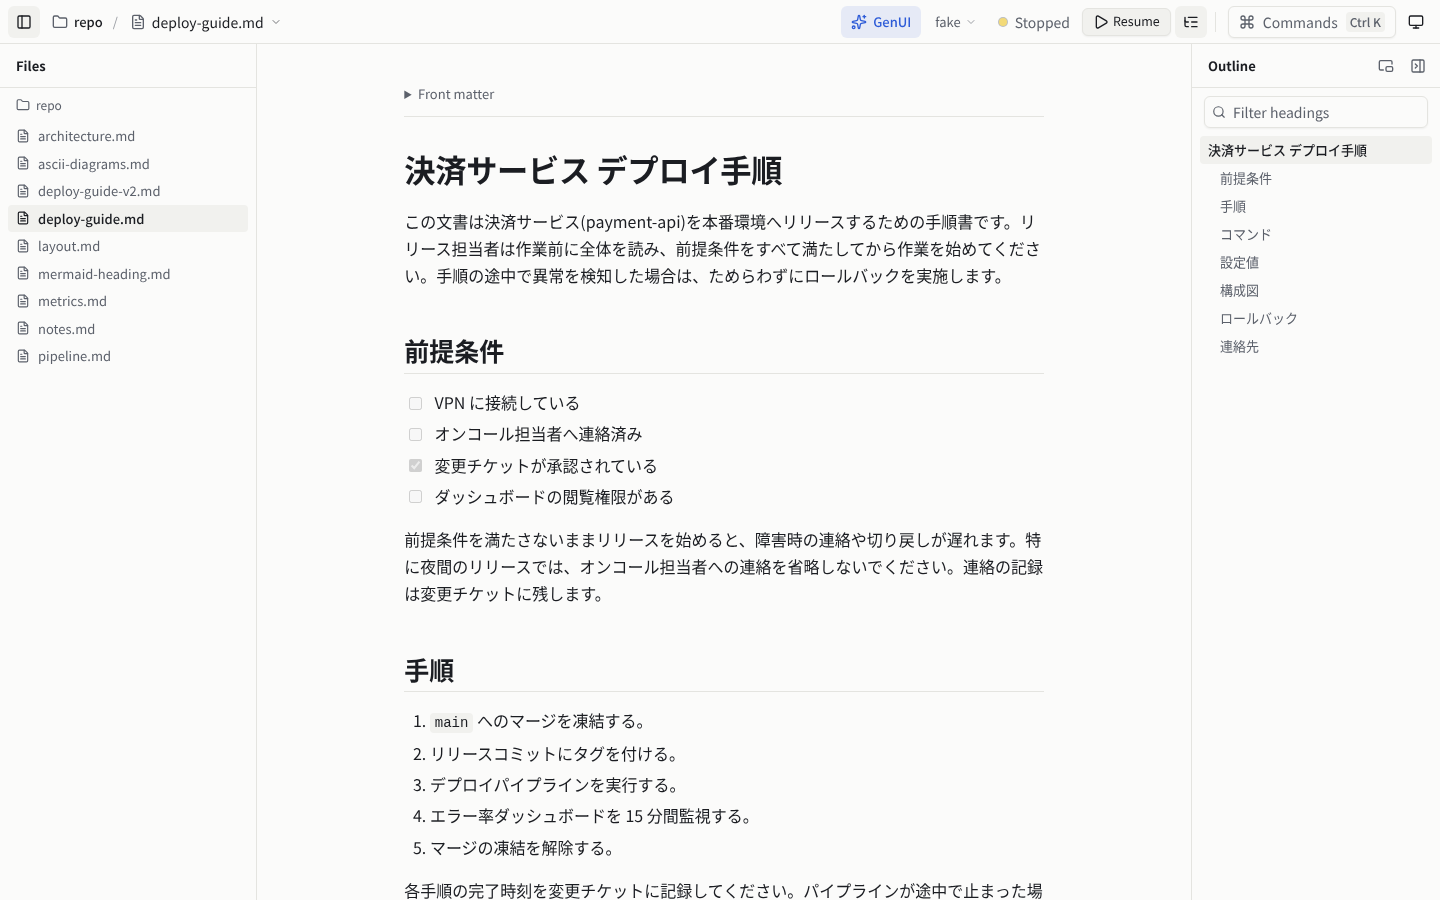 repo / deploy-guide.md
GenUI
fake
Stopped
Resume
Commands Ctrl K
Files
repo
architecture.md
ascii-diagrams.md
deploy-guide-v2.md
deploy-guide.md
layout.md
mermaid-heading.md
metrics.md
notes.md
pipeline.md
Front matter
決済サービス デプロイ手順
この文書は決済サービス(payment-api)を本番環境へリリースするための手順書です。リ
リース担当者は作業前に全体を読み、前提条件をすべて満たしてから作業を始めてくださ
い。手順の途中で異常を検知した場合は、ためらわずにロールバックを実施します。
前提条件
VPN に接続している
オンコール担当者へ連絡済み
変更チケットが承認されている
ダッシュボードの閲覧権限がある
前提条件を満たさないままリリースを始めると、障害時の連絡や切り戻しが遅れます。特
に夜間のリリースでは、オンコール担当者への連絡を省略しないでください。連絡の記録
は変更チケットに残します。
手順
1. main へのマージを凍結する。
2. リリースコミットにタグを付ける。
3. デプロイパイプラインを実行する。
4. エラー率ダッシュボードを 15 分間監視する。
5. マージの凍結を解除する。
各手順の完了時刻を変更チケットに記録してください。パイプラインが途中で止まった場
Outline
Filter headings
決済サービス デプロイ手順
前提条件
手順
コマンド
設定値
構成図
ロールバック
連絡先